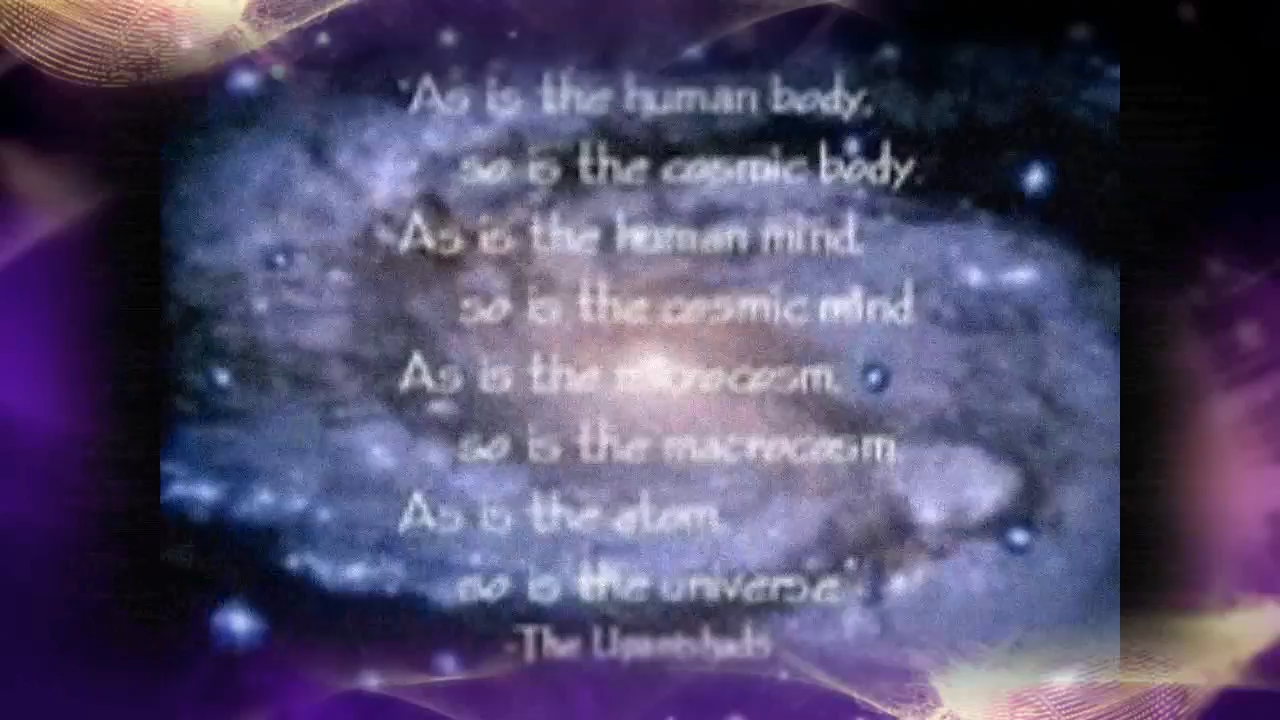 "As is the human body,
so is the cosmic body.
"As is the human mind,
so is the cosmic mind.
As is the microcosm,
so is the macrocosm.
As is the atom,
so is the universe."
-The Upanishads